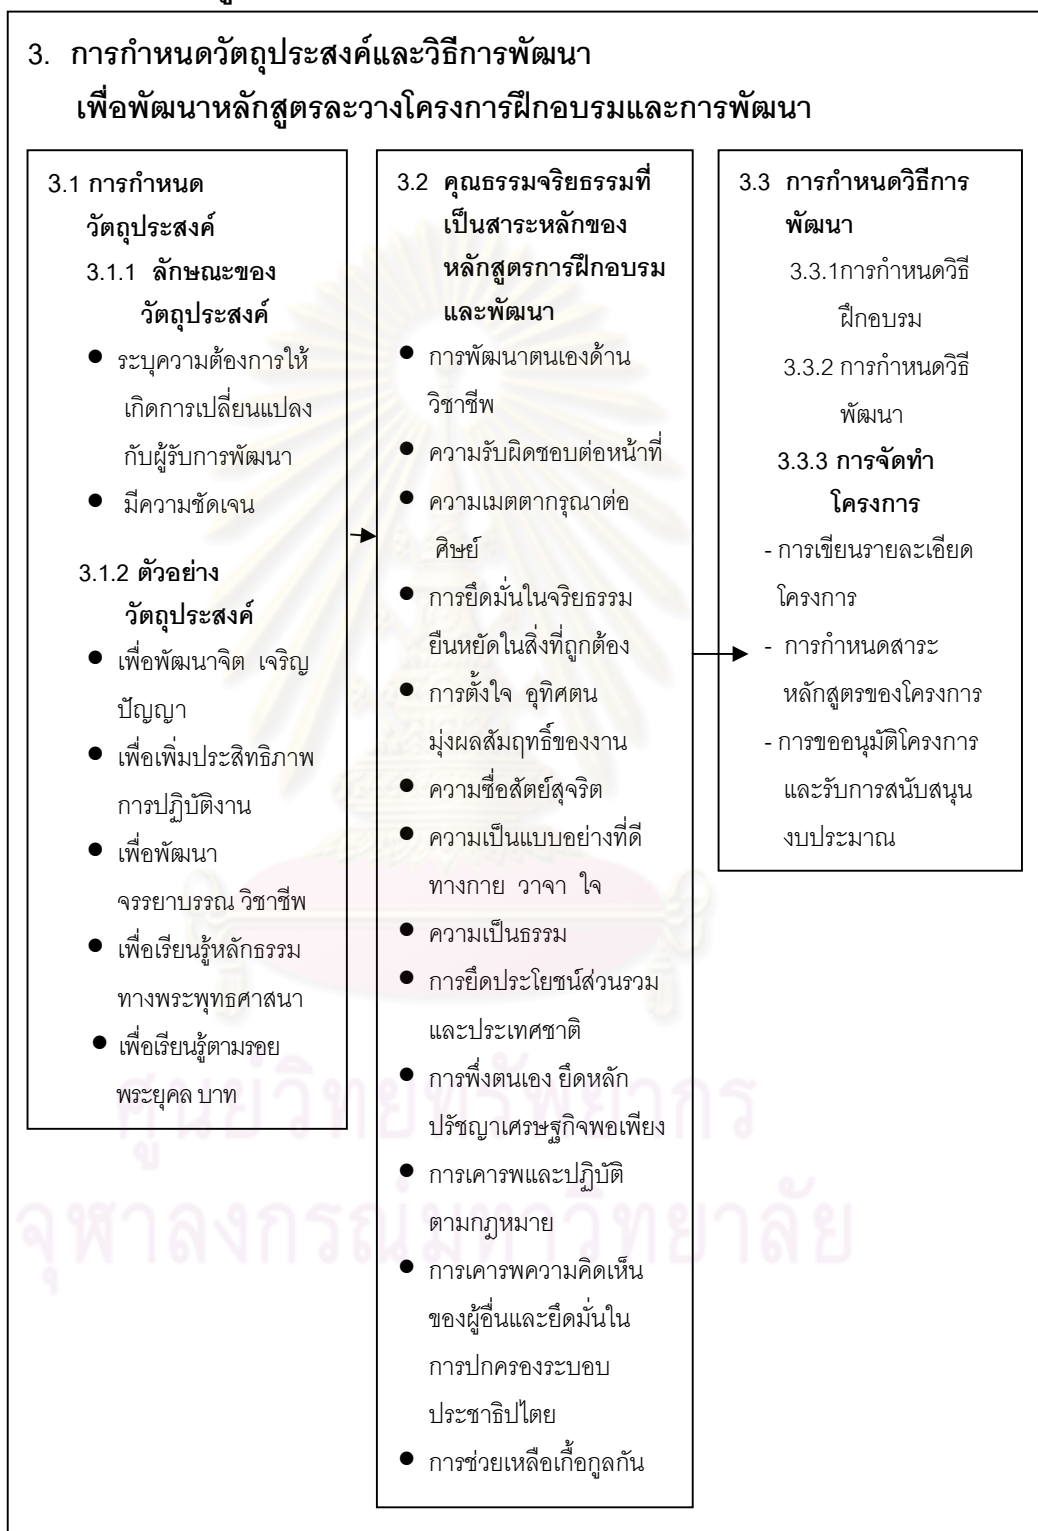 3. การกำหนดวัตถุประสงค์และวิธีการพัฒนา
เพื่อพัฒนาหลักสูตรละวางโครงการฝึกอบรมและการพัฒนา
3.1 การกำหนด
วัตถุประสงค์
3.1.1 ลักษณะของ
วัตถุประสงค์
● ระบุความต้องการให้
เกิดการเปลี่ยนแปลง
กับผู้รับการพัฒนา
● มีความชัดเจน
3.1.2 ตัวอย่าง
วัตถุประสงค์
● เพื่อพัฒนาจิต เจริญ
ปัญญา
● เพื่อเพิ่มประสิทธิภาพ
การปฏิบัติงาน
● เพื่อพัฒนา
จรรยาบรรณ วิชาชีพ
● เพื่อเรียนรู้หลักธรรม
ทางพระพุทธศาสนา
● เพื่อเรียนรู้ตามรอย
พระยุคล บาท
3.2 คุณธรรมจริยธรรมที่
เป็นสาระหลักของ
หลักสูตรการฝึกอบรม
และพัฒนา
● การพัฒนาตนเองด้าน
วิชาชีพ
● ความรับผิดชอบต่อหน้าที่
● ความเมตตากรุณาต่อ
ศิษย์
● การยึดมั่นในจริยธรรม
ยืนหยัดในสิ่งที่ถูกต้อง
● การตั้งใจ อุทิศตน
มุ่งผลสัมฤทธิ์ของงาน
● ความซื่อสัตย์สุจริต
● ความเป็นแบบอย่างที่ดี
ทางกาย วาจา ใจ
● ความเป็นธรรม
● การยึดประโยชน์ส่วนรวม
และประเทศชาติ
● การพึ่งตนเอง ยึดหลัก
ปรัชญาเศรษฐกิจพอเพียง
● การเคารพและปฏิบัติ
ตามกฎหมาย
● การเคารพความคิดเห็น
ของผู้อื่นและยึดมั่นใน
การปกครองระบอบ
ประชาธิปไตย
● การช่วยเหลือเกื้อกูลกัน
3.3 การกำหนดวิธีการ
พัฒนา
3.3.1การกำหนดวิธี
ฝึกอบรม
3.3.2 การกำหนดวิธี
พัฒนา
3.3.3 การจัดทำ
โครงการ
- การเขียนรายละเอียด
โครงการ
- การกำหนดสาระ
หลักสูตรของโครงการ
- การขออนุมัติโครงการ
และรับการสนับสนุน
งบประมาณ
ศูนย์วิทยทรัพยากร
จุฬาลงกรณ์มหาวิทยาลัย